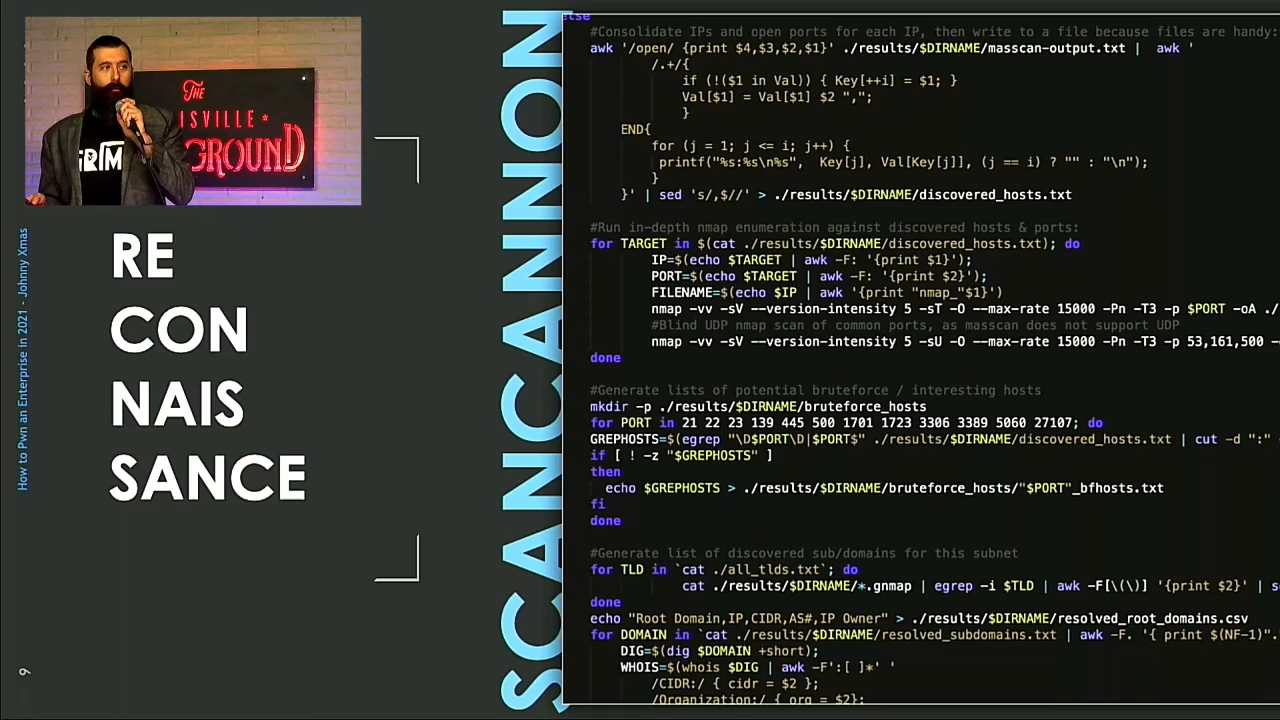 THE
ISVILLE
GROUND
GRIM
RE
CON
NAIS
SANCE
How to Pwn an Enterprise in 2021 - Johnny Xmas
9
SCANCANNON
else
#Consolidate IPs and open ports for each IP, then write to a file because files are handy:
awk '/open/ {print $4,$3,$2,$1}' ./results/$DIRNAME/masscan-output.txt | awk '
/.+/{
if (!($1 in Val)) { Key[++i] = $1; }
Val[$1] = Val[$1] $2 ",";
}
END{
for (j = 1; j <= i; j++) {
printf("%s:%s\n%s", Key[j], Val[Key[j]], (j == i) ? "" : "\n");
}
}' | sed 's/,$//' > ./results/$DIRNAME/discovered_hosts.txt
#Run in-depth nmap enumeration against discovered hosts & ports:
for TARGET in $(cat ./results/$DIRNAME/discovered_hosts.txt); do
IP=$(echo $TARGET | awk -F: '{print $1}');
PORT=$(echo $TARGET | awk -F: '{print $2}');
FILENAME=$(echo $IP | awk '{print "nmap_"$1}')
nmap -vv -sV --version-intensity 5 -sT -O --max-rate 15000 -Pn -T3 -p $PORT -oA ./
#Blind UDP nmap scan of common ports, as masscan does not support UDP
nmap -vv -sV --version-intensity 5 -sU -O --max-rate 15000 -Pn -T3 -p 53,161,500 -
done
#Generate lists of potential bruteforce / interesting hosts
mkdir -p ./results/$DIRNAME/bruteforce_hosts
for PORT in 21 22 23 139 445 500 1701 1723 3306 3389 5060 27107; do
GREPHOSTS=$(egrep "\D$PORT\D|$PORT$" ./results/$DIRNAME/discovered_hosts.txt | cut -d ":"
if [ ! -z "$GREPHOSTS" ]
then
echo $GREPHOSTS > ./results/$DIRNAME/bruteforce_hosts/"$PORT"_bfhosts.txt
fi
done
#Generate list of discovered sub/domains for this subnet
for TLD in `cat ./all_tlds.txt`; do
cat ./results/$DIRNAME/*.gnmap | egrep -i $TLD | awk -F[\(\)] '{print $2}' | s
done
echo "Root Domain,IP,CIDR,AS#,IP Owner" > ./results/$DIRNAME/resolved_root_domains.csv
for DOMAIN in `cat ./results/$DIRNAME/resolved_subdomains.txt | awk -F. '{ print $(NF-1)".
DIG=$(dig $DOMAIN +short);
WHOIS=$(whois $DIG | awk -F':[ ]*' '
/CIDR:/ { cidr = $2 };
/Organization:/ { org = $2};